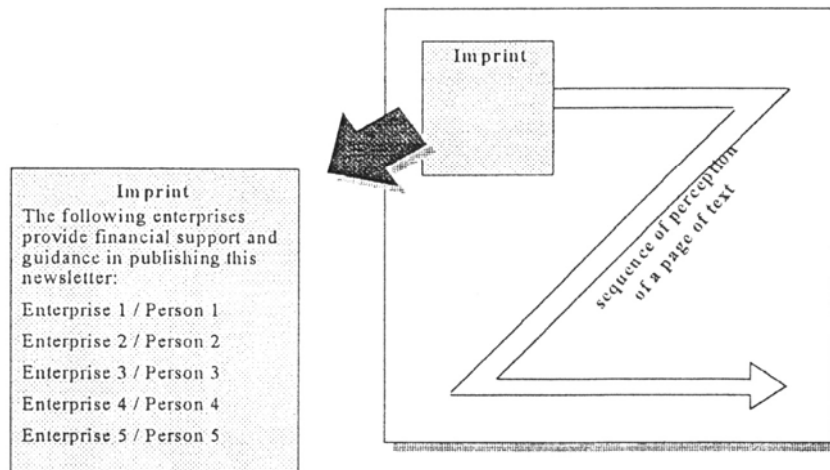 Imprint
The following enterprises
provide financial support and
guidance in publishing this
newsletter:
Enterprise 1 / Person 1
Enterprise 2 / Person 2
Enterprise 3 / Person 3
Enterprise 4 / Person 4
Enterprise 5 / Person 5
Imprint
sequence of perception
of a page of text